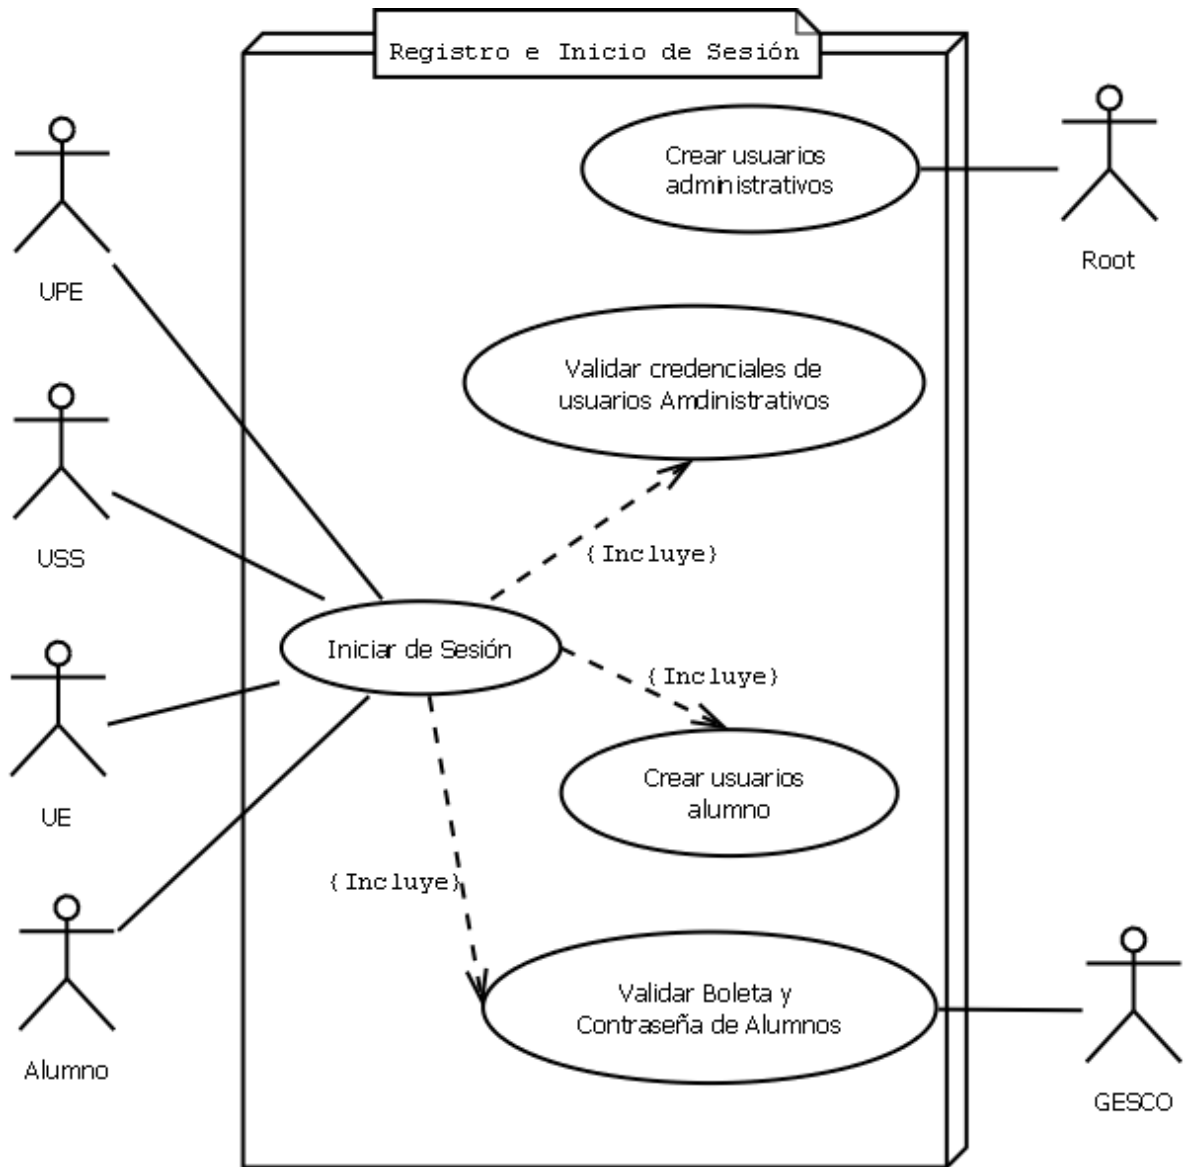 Registro e Inicio de Sesión
Crear usuarios
administrativos
Root
UPE
Validar credenciales de
usuarios Amdinistrativos
USS
{Incluye}
Iniciar de Sesión
{Incluye}
UE
Crear usuarios
alumno
{Incluye}
Alumno
Validar Boleta y
Contraseña de Alumnos
GESCO